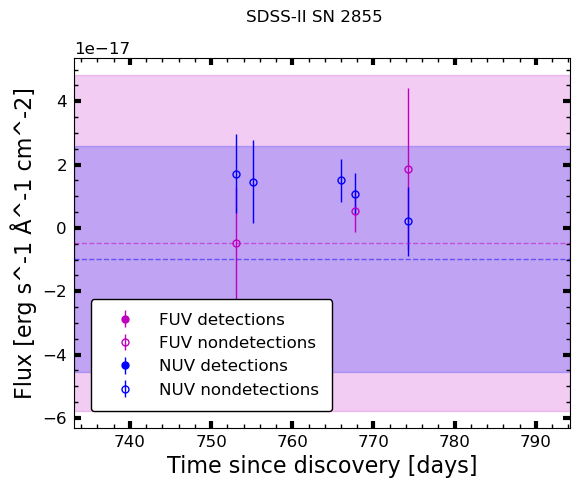 SDSS-II SN 2855
1e−17
4
2
0
−2
−4
−6
Flux [erg s^-1 Å^-1 cm^-2]
FUV detections
FUV nondetections
NUV detections
NUV nondetections
740 750 760 770 780 790
Time since discovery [days]